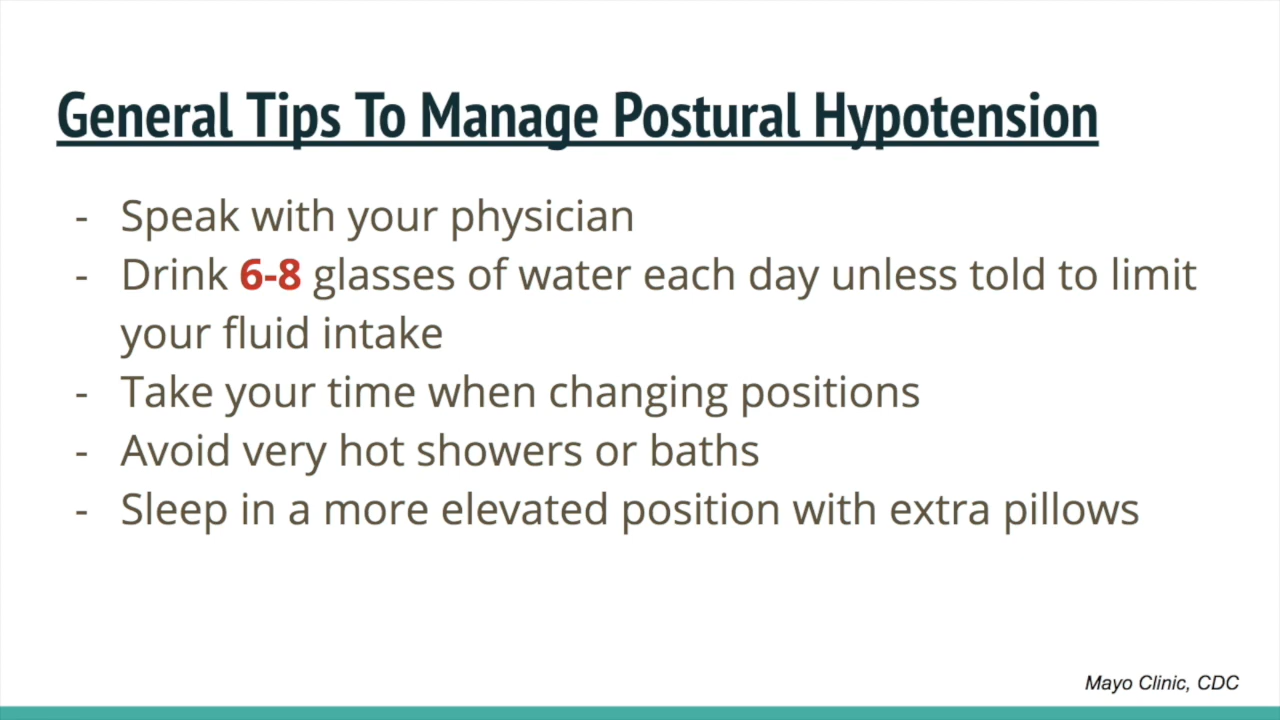 General Tips To Manage Postural Hypotension
- Speak with your physician
- Drink 6-8 glasses of water each day unless told to limit
your fluid intake
- Take your time when changing positions
- Avoid very hot showers or baths
- Sleep in a more elevated position with extra pillows
Mayo Clinic, CDC